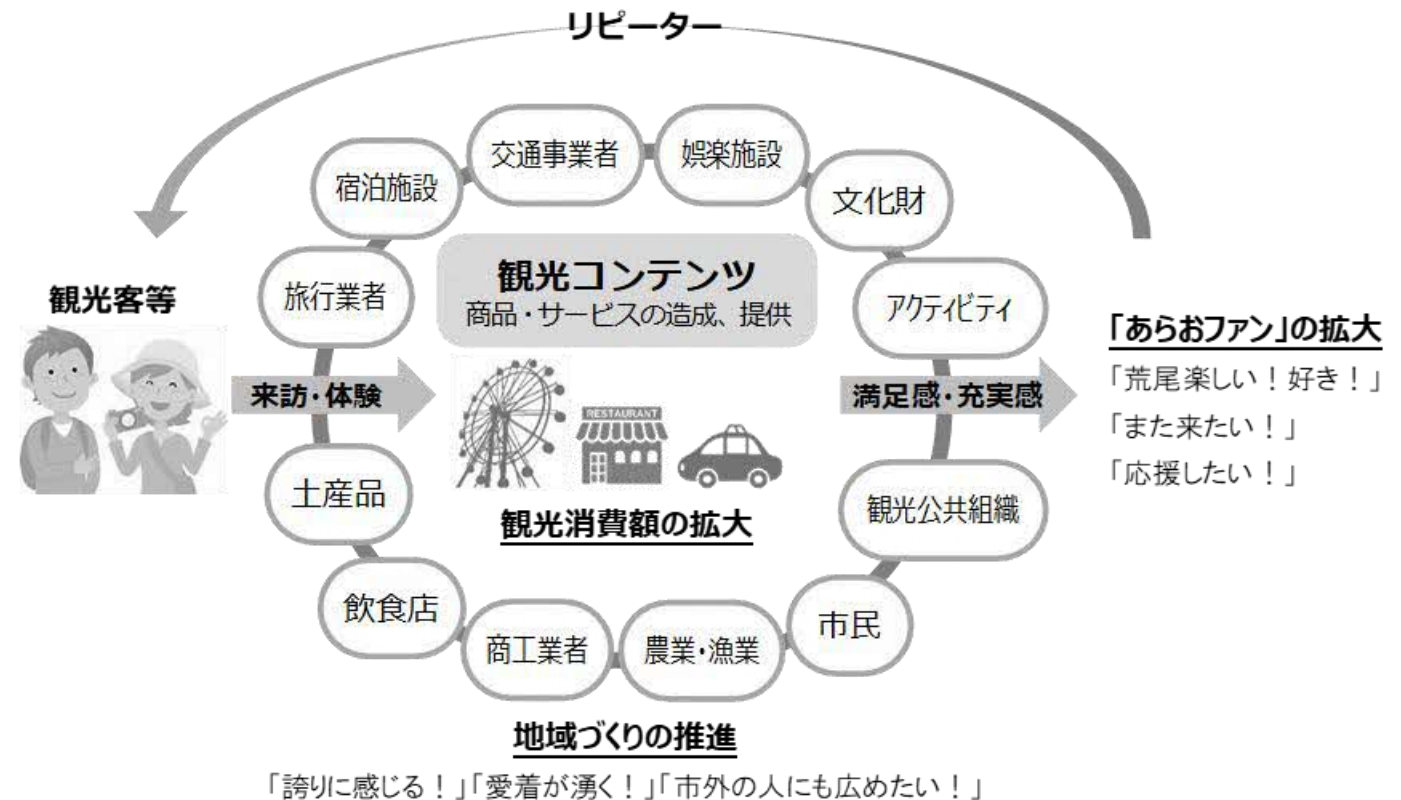 リピーター
交通事業者
娯楽施設
宿泊施設
文化財
旅行業者
観光コンテンツ
商品・サービスの造成、提供
アクティビティ
観光客等
「あらおファン」の拡大
「荒尾楽しい！好き！」
「また来たい！」
「応援したい！」
来訪・体験
満足感・充実感
RESTAURANT
土産品
観光消費額の拡大
観光公共組織
飲食店
商工業者
農業・漁業
市民
地域づくりの推進
「誇りに感じる！」「愛着が湧く！」「市外の人にも広めたい！」